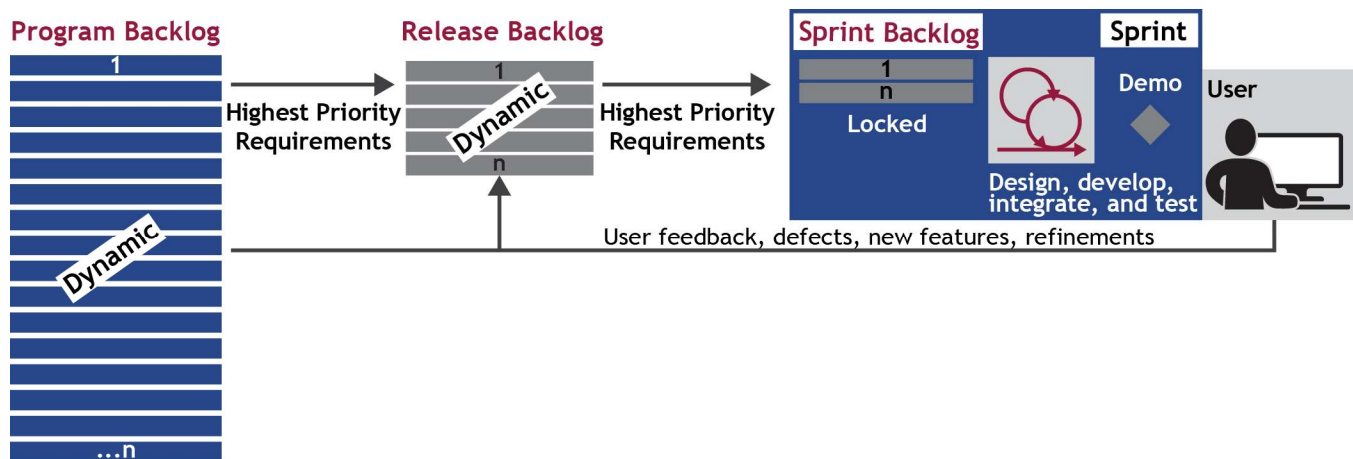 Program Backlog
1
Dynamic
...n
Highest Priority
Requirements
Release Backlog
1
Dynamic
n
Highest Priority
Requirements
Sprint Backlog
1
n
Locked
Sprint
Demo
Design, develop,
integrate, and test
User
User feedback, defects, new features, refinements